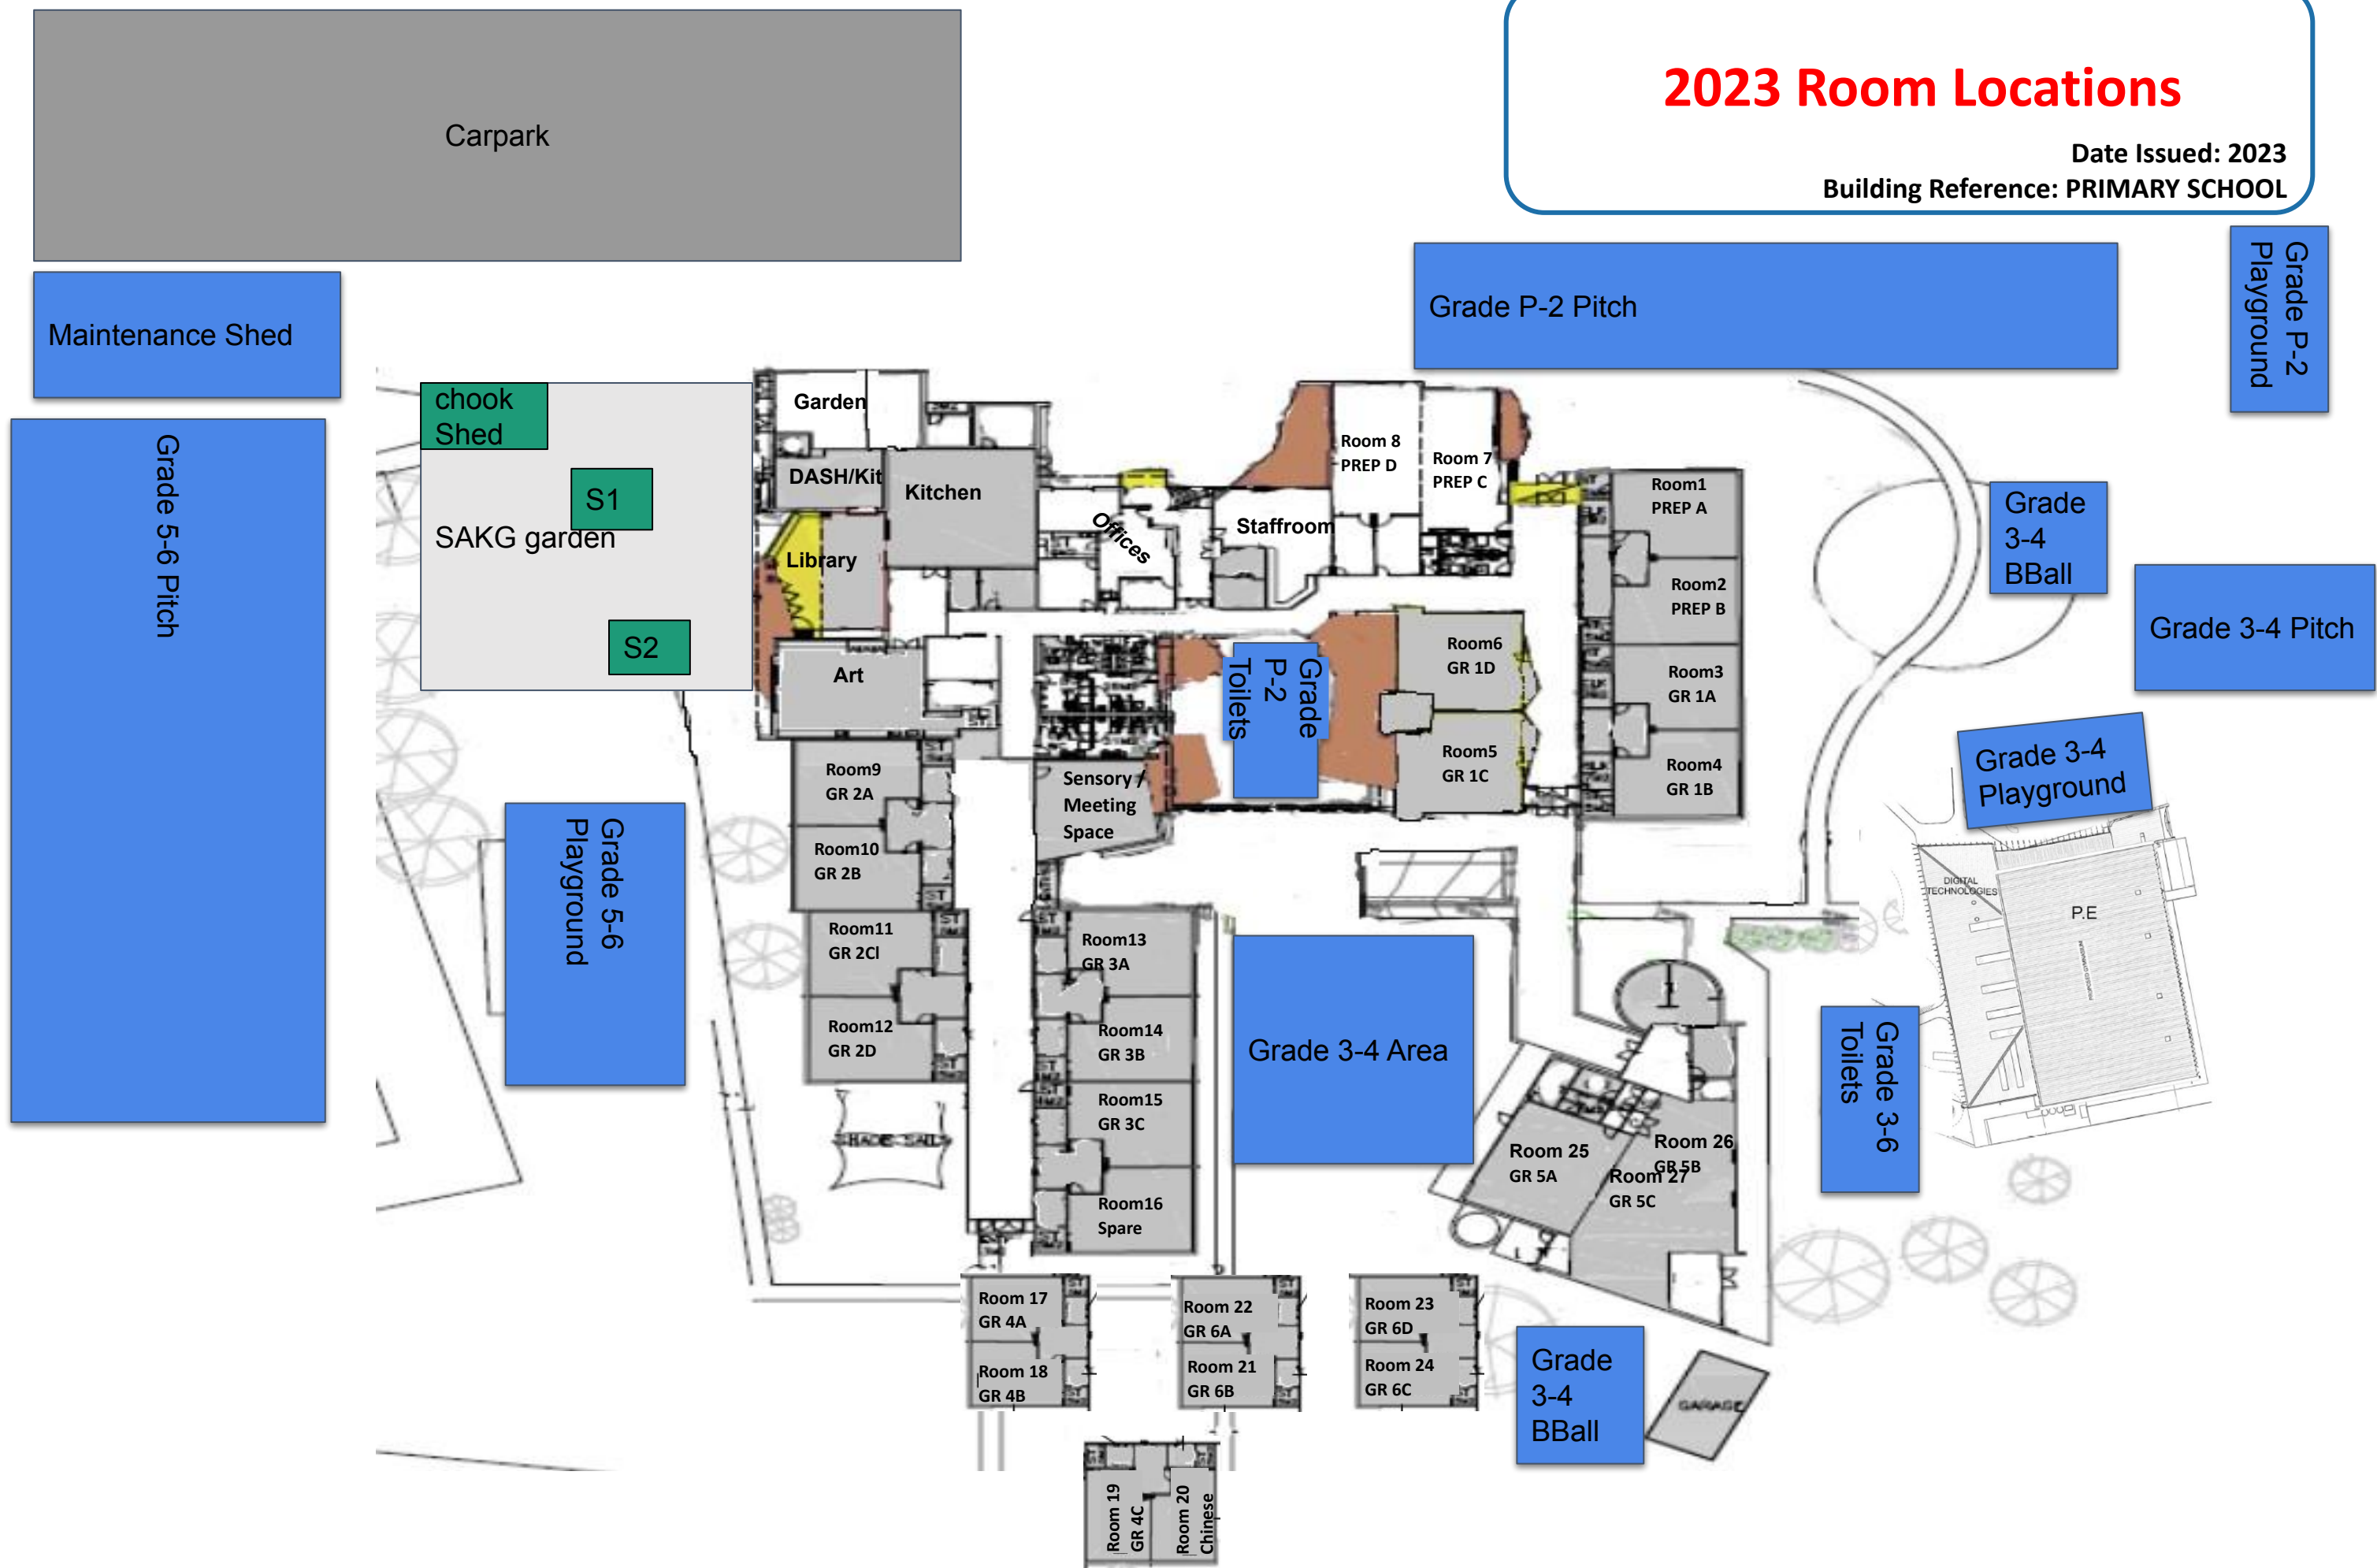 2023 Room Locations
Date Issued: 2023
Building Reference: PRIMARY SCHOOL
Carpark
Maintenance Shed
Grade P-2 Pitch
Grade P-2
Playground
Grade 5-6 Pitch
chook
Shed
S1
SAKG garden
S2
Garden
DASH/Kit
Kitchen
Library
Art
Offices
Staffroom
Room 8
PREP D
Room 7
PREP C
Room1
PREP A
Room2
PREP B
Room3
GR 1A
Room4
GR 1B
Room6
GR 1D
Room5
GR 1C
Grade
P-2
Toilets
Grade
3-4
BBall
Grade 3-4 Pitch
Grade 3-4
Playground
DIGITAL
TECHNOLOGIES
P.E
Sensory /
Meeting
Space
Room9
GR 2A
Room10
GR 2B
Room11
GR 2Cl
Room12
GR 2D
Grade 5-6
Playground
Room13
GR 3A
Room14
GR 3B
Room15
GR 3C
Room16
Spare
Grade 3-4 Area
Grade 3-6
Toilets
SHADE SAIL
Room 25
GR 5A
Room 26
GR 5B
Room 27
GR 5C
Room 17
GR 4A
Room 18
GR 4B
Room 22
GR 6A
Room 21
GR 6B
Room 23
GR 6D
Room 24
GR 6C
Grade
3-4
BBall
GARAGE
Room 19
GR 4C
Room 20
Chinese